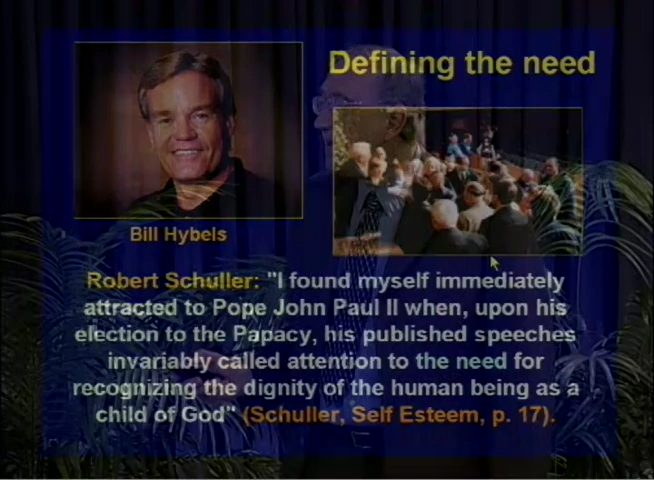 Defining the need
Bill Hybels
Robert Schuller: "I found myself immediately
attracted to Pope John Paul II when, upon his
election to the Papacy, his published speeches
invariably called attention to the need for
recognizing the dignity of the human being as a
child of God" (Schuller, Self Esteem, p. 17).